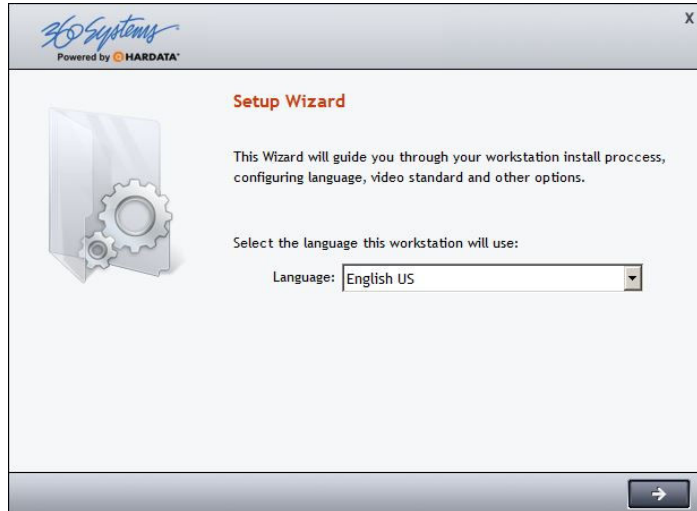 360 Systems
X
Powered by HARDATA
Setup Wizard
This Wizard will guide you through your workstation install proccess,
configuring language, video standard and other options.
Select the language this workstation will use:
Language: English US